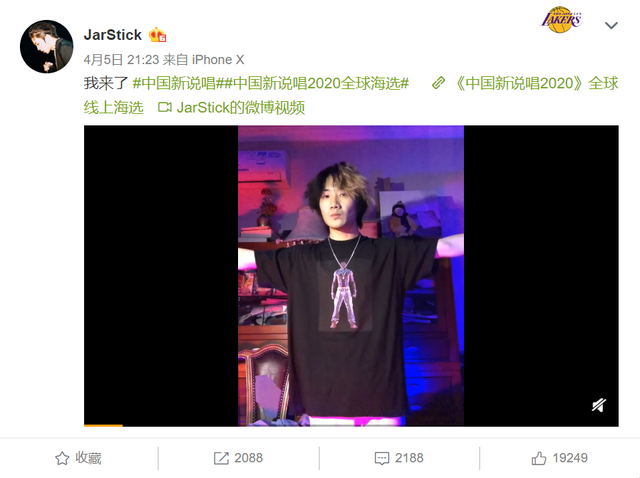 JarStick
LAKERS
4月5日 21:23 来自 iPhone X
我来了 #中国新说唱##中国新说唱2020全球海选# 《中国新说唱2020》全球
线上海选 JarStick的微博视频
收藏 2088 2188 19249